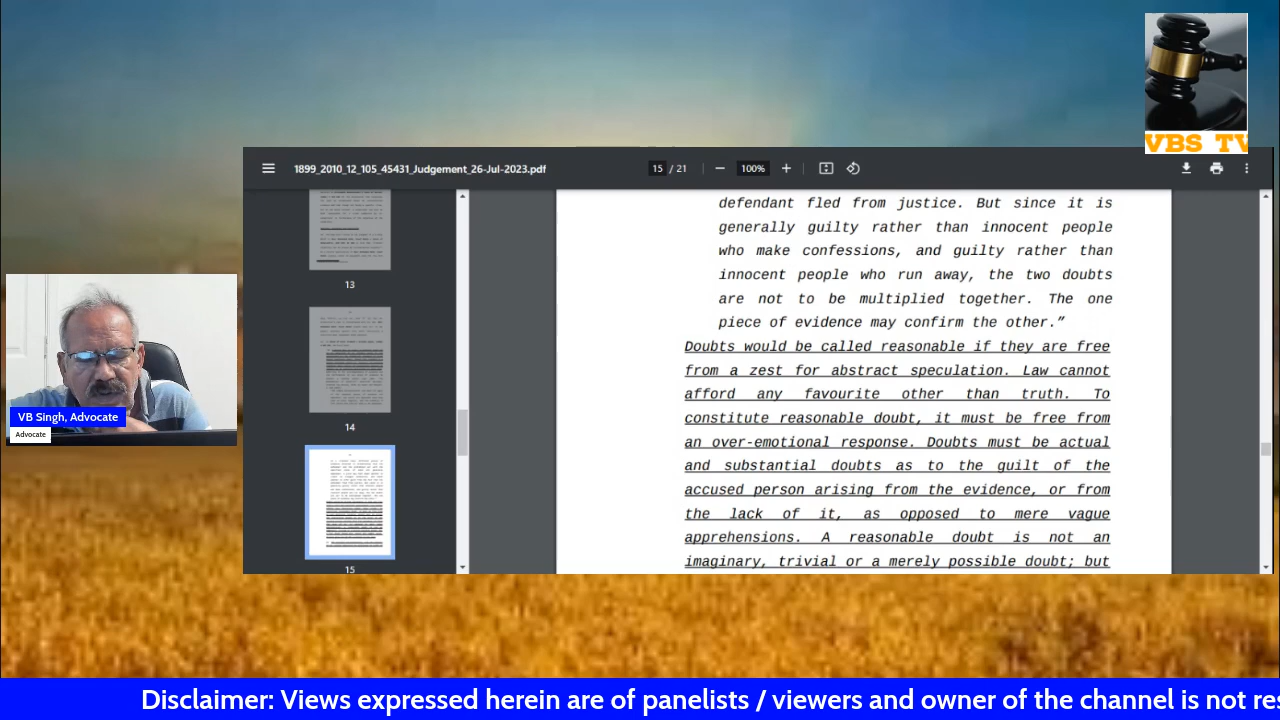 VBS TV
1899_2010_12_105_45431_Judgement_26-Jul-2023.pdf
15 / 21
100%
13
14
15
defendant fled from justice. But since it is
generally guilty rather than innocent people
who make confessions, and guilty rather than
innocent people who run away, the two doubts
are not to be multiplied together. The one
piece of evidence may confirm the other.”
Doubts would be called reasonable if they are free
from a zest for abstract speculation. Law cannot
afford any favourite other than truth. To
constitute reasonable doubt, it must be free from
an over-emotional response. Doubts must be actual
and substantial doubts as to the guilt of the
accused person arising from the evidence, or from
the lack of it, as opposed to mere vague
apprehensions. A reasonable doubt is not an
imaginary, trivial or a merely possible doubt; but
VB Singh, Advocate
Advocate
Disclaimer: Views expressed herein are of panelists / viewers and owner of the channel is not res